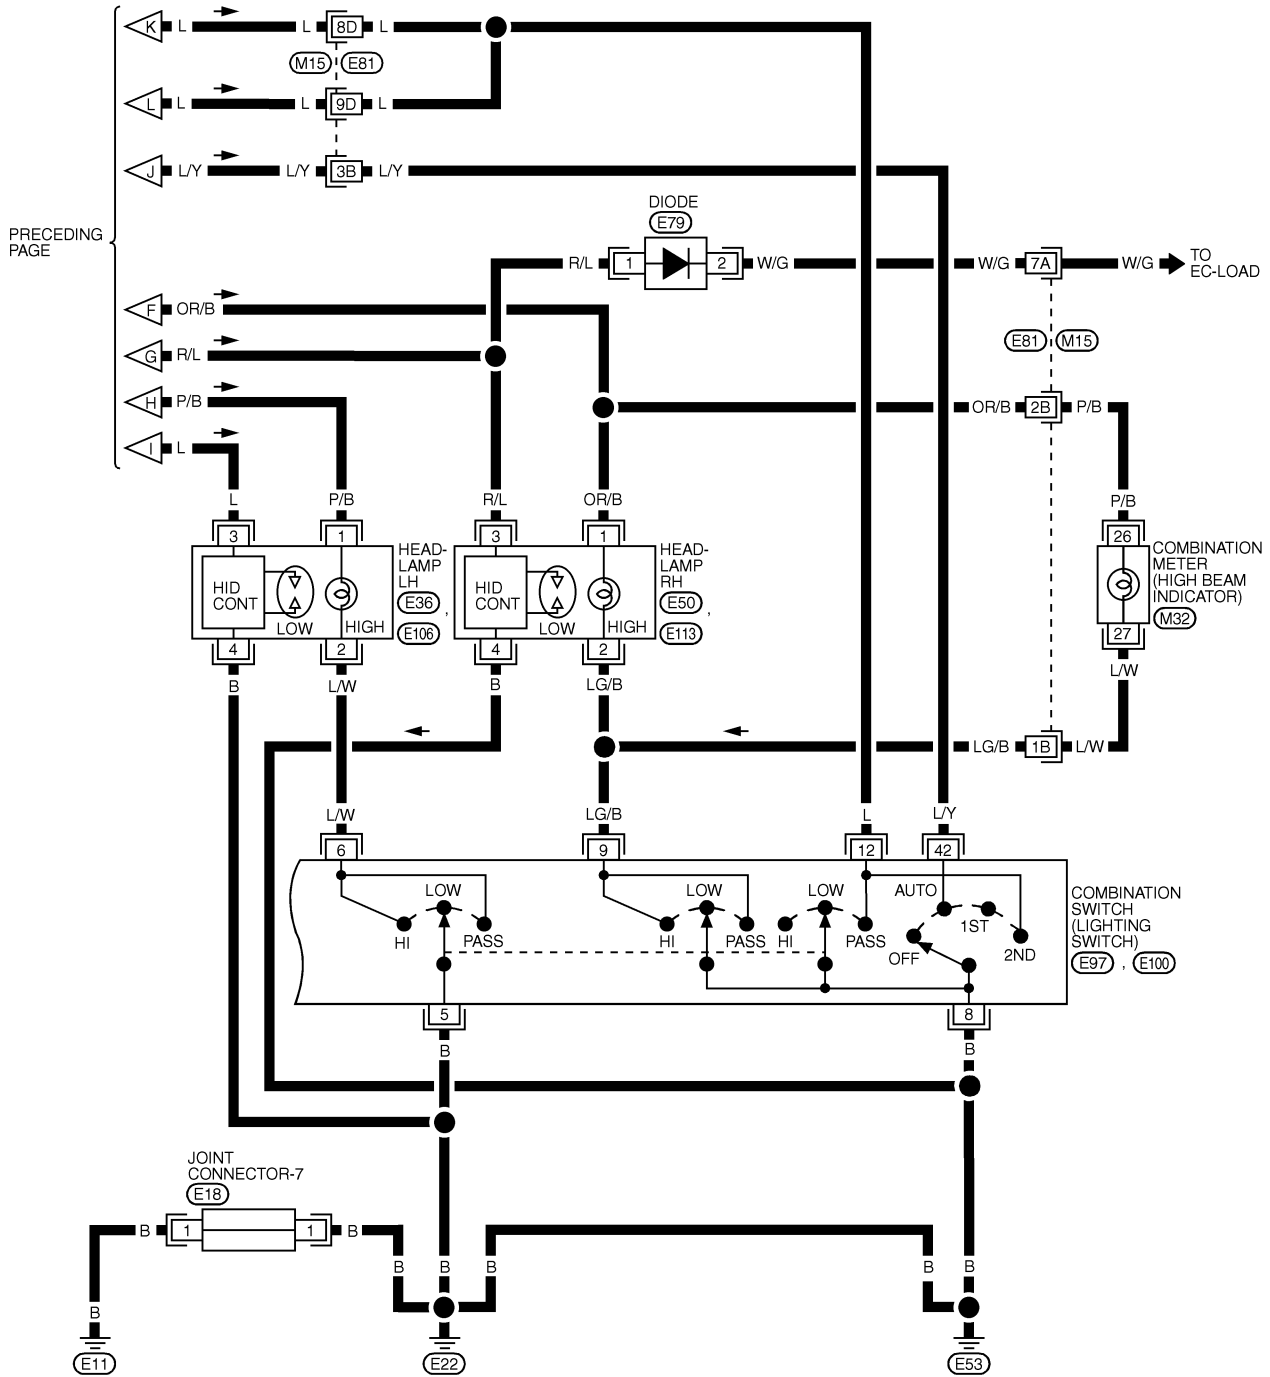 K L L 8D L
M15 E81
L L L 9D L
J L/Y L/Y 3B L/Y
DIODE
E79
PRECEDING
PAGE
R/L 1 2 W/G W/G 7A W/G
TO
EC-LOAD
F OR/B
E81 M15
G R/L
H P/B
OR/B 2B P/B
I L
L P/B R/L OR/B P/B
3 1 3 1 26
HEAD-
LAMP
LH
E36 ,
E106
HID
CONT
LOW
HIGH
HEAD-
LAMP
RH
E50 ,
E113
HID
CONT
LOW
HIGH
COMBINATION
METER
(HIGH BEAM
INDICATOR)
M32
27
4 2 4 2
B L/W B LG/B L/W
LG/B 1B L/W
L/W LG/B L L/Y
6 9 12 42
LOW LOW LOW AUTO
HI PASS HI PASS HI PASS OFF 1ST 2ND
COMBINATION
SWITCH
(LIGHTING
SWITCH)
E97 , E100
5 8
B B
JOINT
CONNECTOR-7
E18
B 1 1 B
B B B B B
B
E11 E22 E53